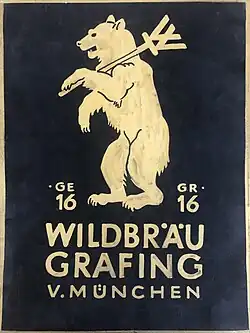 · GE GR ·
16 16
WILDBRÄU
GRAFING
V. MÜNCHEN